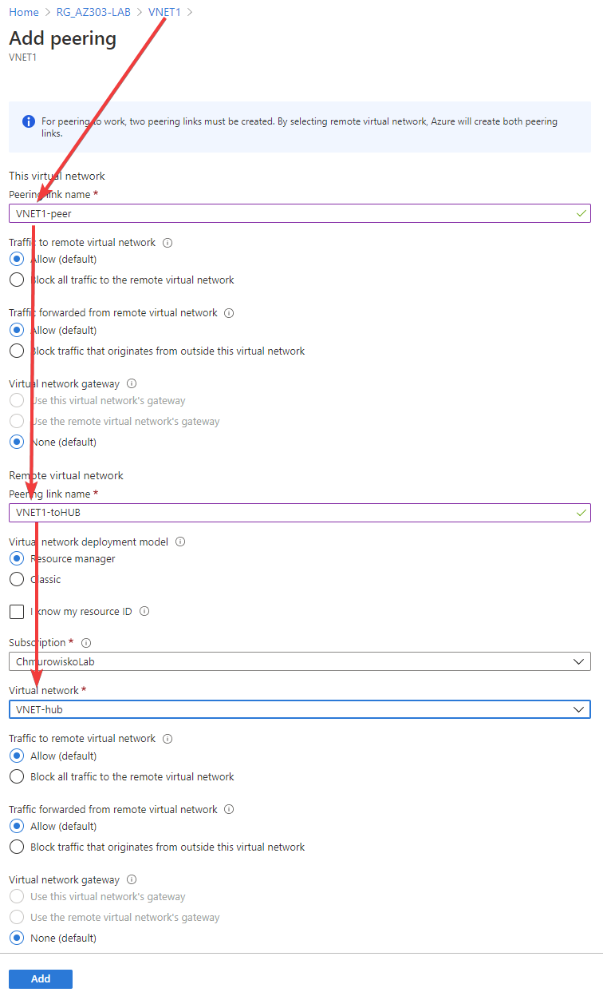 Home > RG_AZ303-LAB > VNET1 >
Add peering
VNET1
For peering to work, two peering links must be created. By selecting remote virtual network, Azure will create both peering
links.
This virtual network
Peering link name *
VNET1-peer
Traffic to remote virtual network
Allow (default)
Block all traffic to the remote virtual network
Traffic forwarded from remote virtual network
Allow (default)
Block traffic that originates from outside this virtual network
Virtual network gateway
Use this virtual network's gateway
Use the remote virtual network's gateway
None (default)
Remote virtual network
Peering link name *
VNET1-toHUB
Virtual network deployment model
Resource manager
Classic
I know my resource ID
Subscription *
ChmurowiskoLab
Virtual network *
VNET-hub
Traffic to remote virtual network
Allow (default)
Block all traffic to the remote virtual network
Traffic forwarded from remote virtual network
Allow (default)
Block traffic that originates from outside this virtual network
Virtual network gateway
Use this virtual network's gateway
Use the remote virtual network's gateway
None (default)
Add